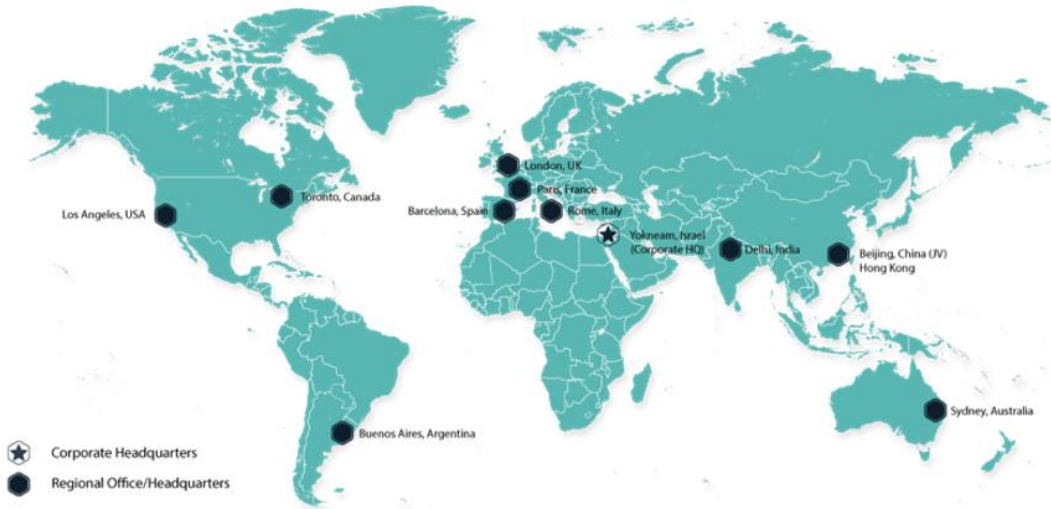 London, UK
Toronto, Canada
Paris, France
Los Angeles, USA
Barcelona, Spain
Rome, Italy
Yokneam, Israel
(Corporate HQ)
Delhi, India
Beijing, China (JV)
Hong Kong
Sydney, Australia
Buenos Aires, Argentina
Corporate Headquarters
Regional Office/Headquarters